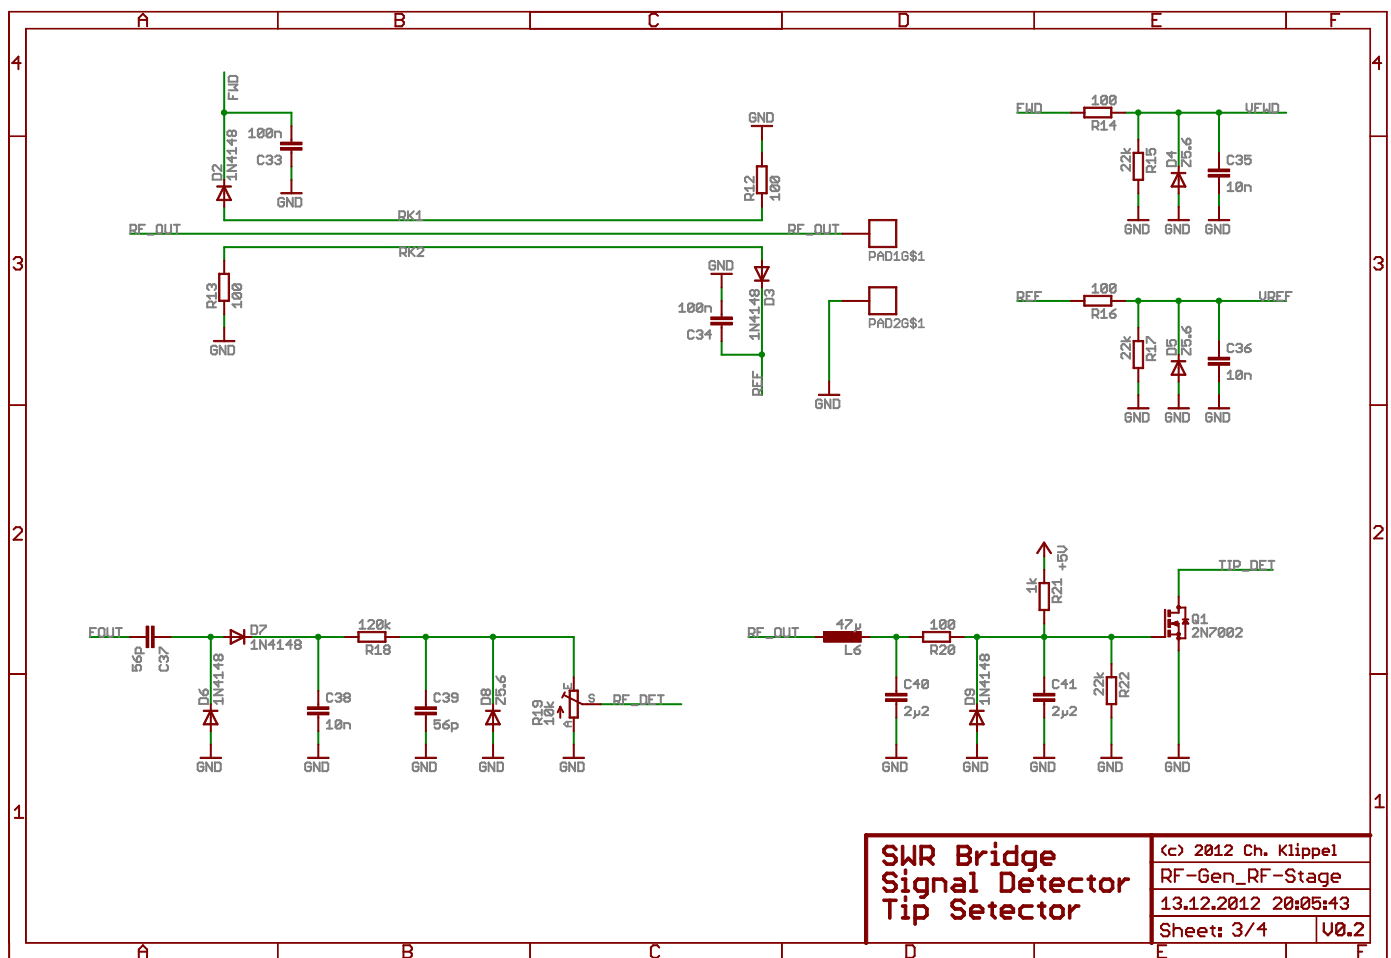 A B C D E F
4 4
FWD
100n
C33
D2
1N4148
GND
GND
R12
100
RK1
RF_OUT
RF_OUT
PAD1G$1
RK2
R13
100
GND
GND
100n
C34
1N4148
D3
REF
PAD2G$1
GND
FWD
100
R14
VFWD
22k
R15
D4
Z5.6
C35
10n
GND GND GND
3 3
REF
100
R16
VREF
22k
R17
D5
Z5.6
C36
10n
GND GND GND
2 2
FOUT
56p
C37
D7
1N4148
D6
1N4148
C38
10n
120k
R18
C39
56p
D8
Z5.6
R19
10k
E
S
A
RF_DET
GND GND GND GND GND
RF_OUT
47µ
L6
C40
2µ2
100
R20
D9
1N4148
+5V
1k
R21
C41
2µ2
22k
R22
TIP_DET
Q1
2N7002
GND GND GND GND GND
1 1
SWR Bridge
Signal Detector
Tip Setector
(c) 2012 Ch. Klippel
RF-Gen_RF-Stage
13.12.2012 20:05:43
Sheet: 3/4
V0.2
A B C D E F